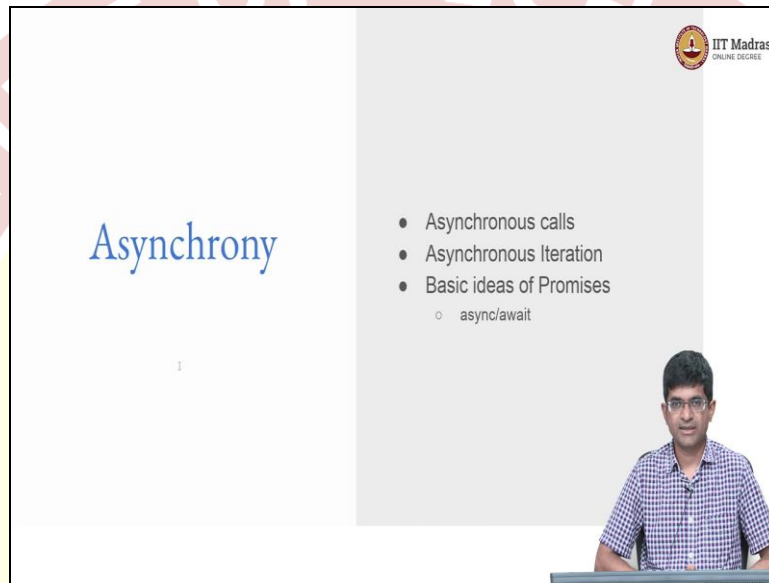 IIT Madras
ONLINE DEGREE
Asynchrony
● Asynchronous calls
● Asynchronous Iteration
● Basic ideas of Promises
○ async/await